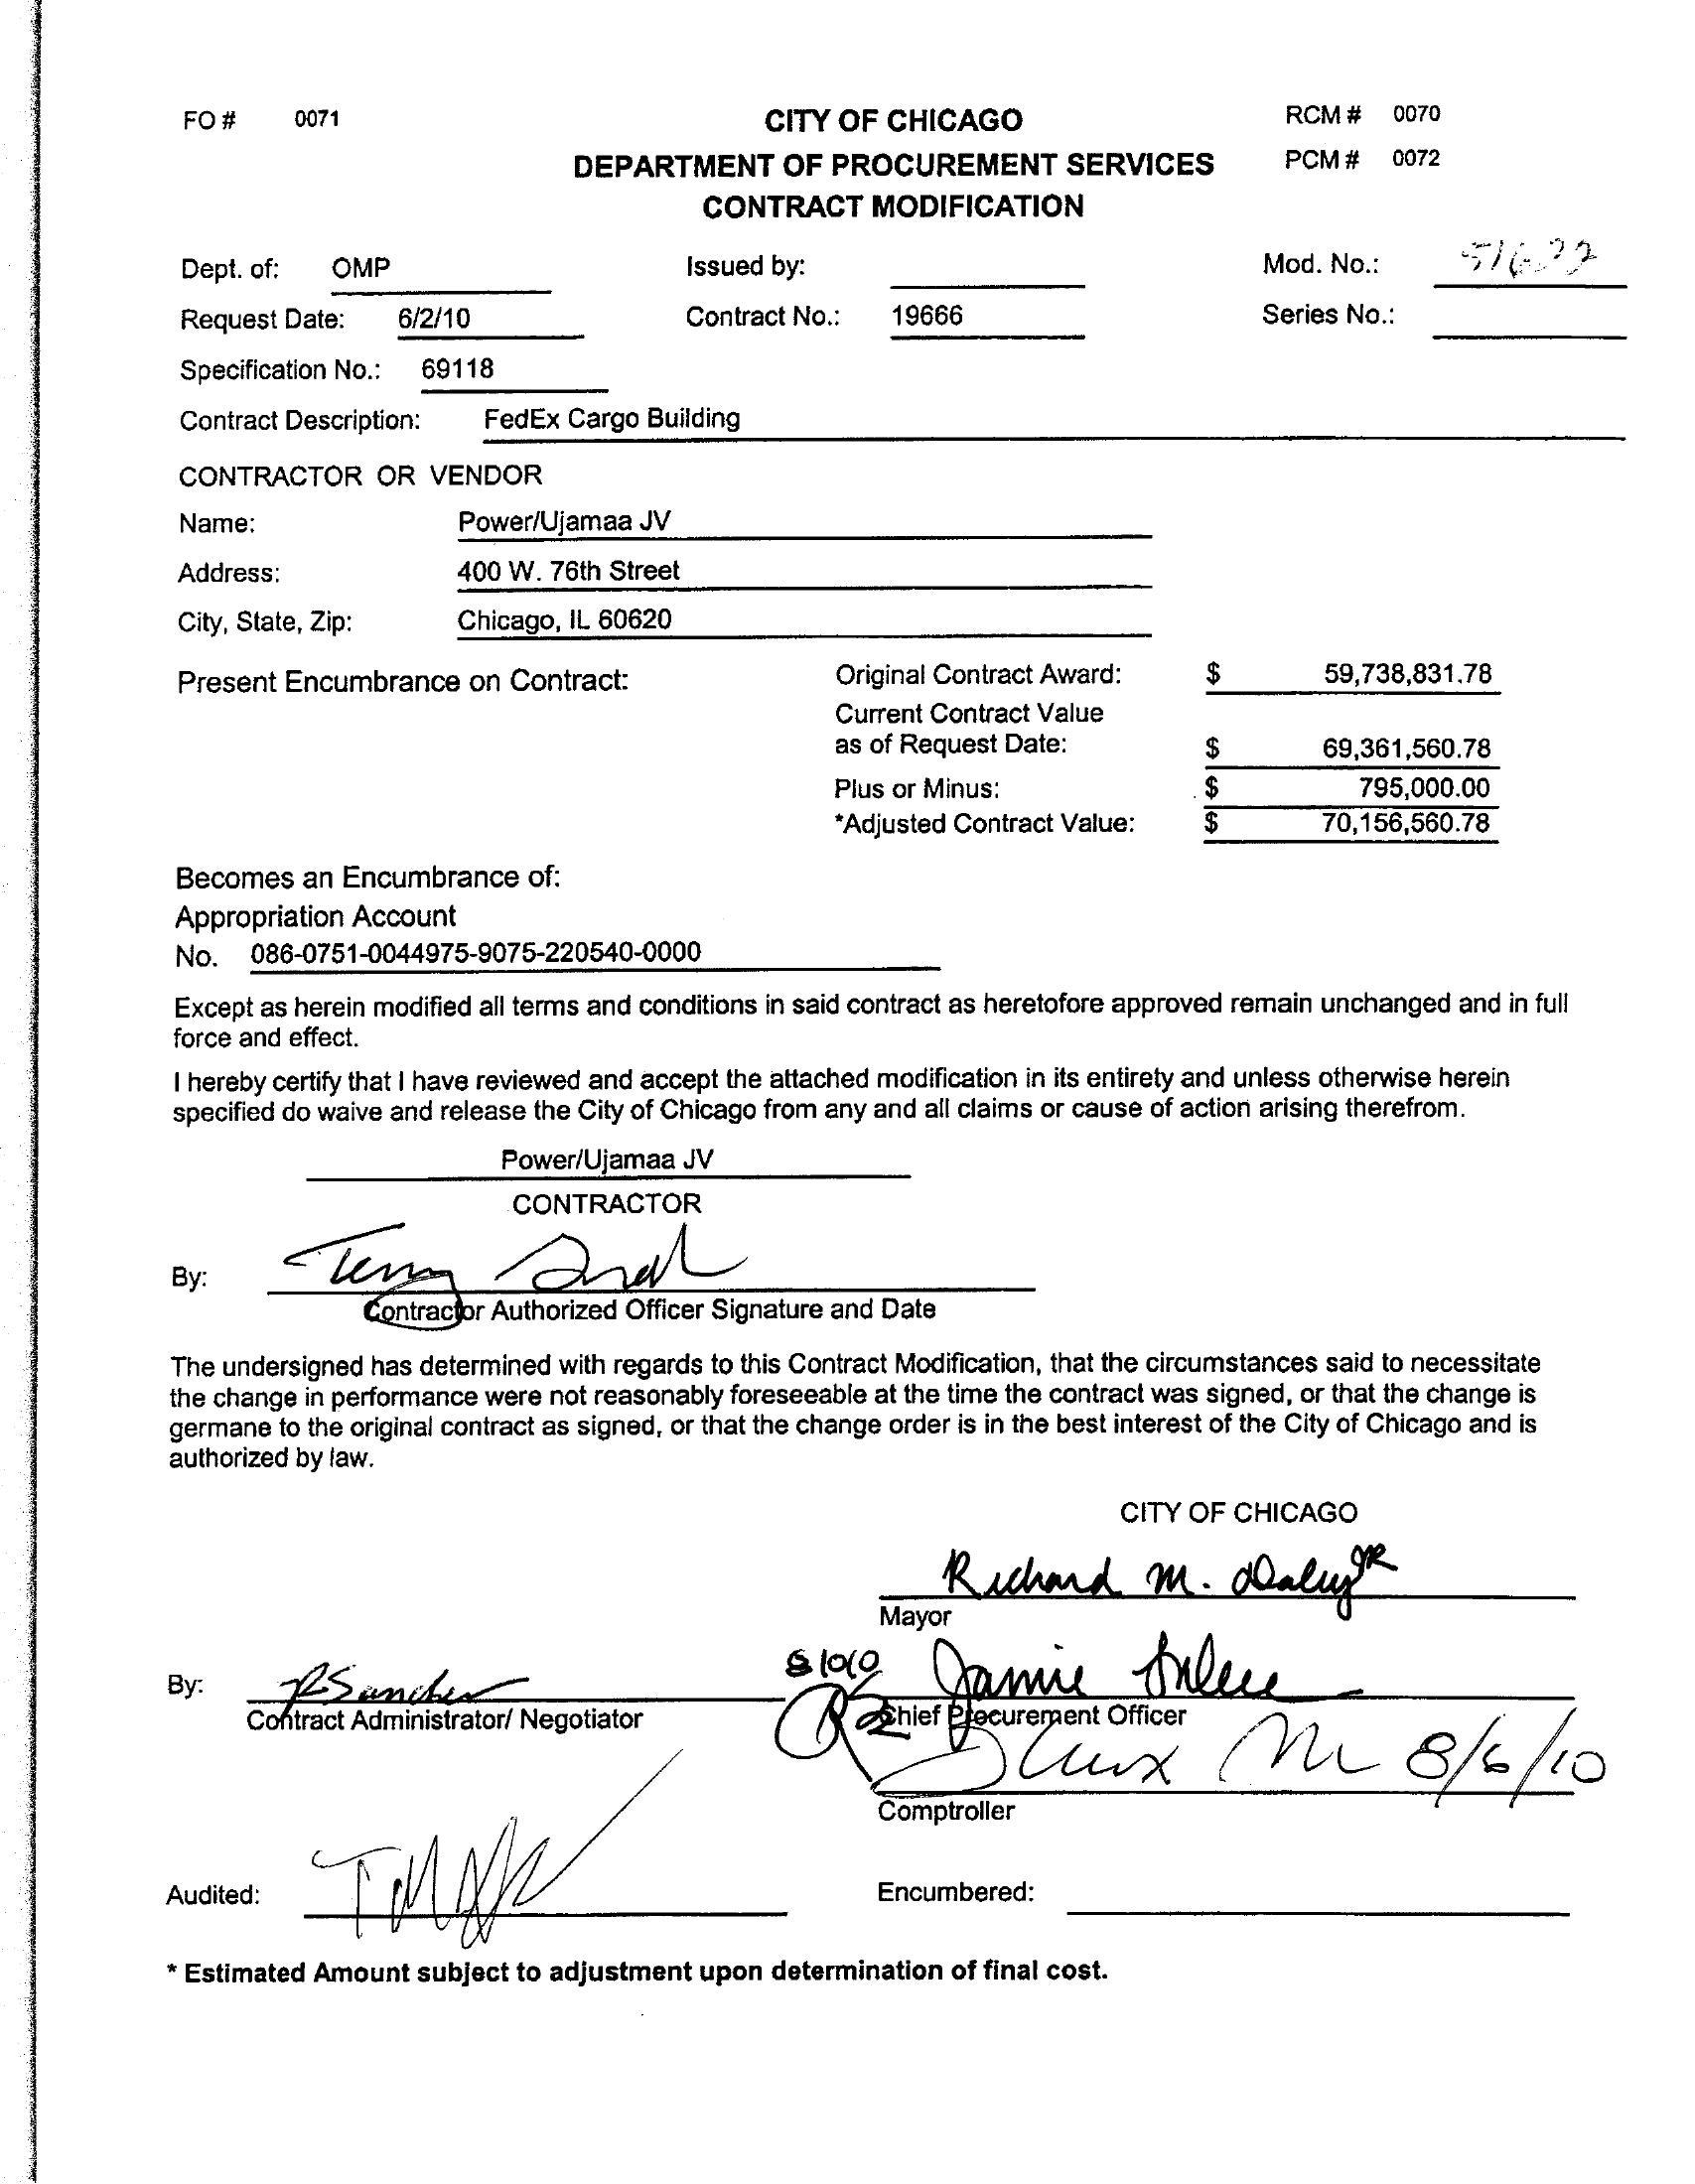 FO # 0071 CITY OF CHICAGO RCM # 0070
DEPARTMENT OF PROCUREMENT SERVICES PCM # 0072
CONTRACT MODIFICATION
Dept. of: OMP Issued by: Mod. No.:
Request Date: 6/2/10 Contract No.: 19666 Series No.:
Specification No.: 69118
Contract Description: FedEx Cargo Building
CONTRACTOR OR VENDOR
Name: Power/Ujamaa JV
Address: 400 W. 76th Street
City, State, Zip: Chicago, IL 60620
Present Encumbrance on Contract: Original Contract Award: $ 59,738,831.78
Current Contract Value
as of Request Date: $ 69,361,560.78
Plus or Minus: $ 795,000.00
*Adjusted Contract Value: $ 70,156,560.78
Becomes an Encumbrance of:
Appropriation Account
No. 086-0751-0044975-9075-220540-0000
Except as herein modified all terms and conditions in said contract as heretofore approved remain unchanged and in full
force and effect.
I hereby certify that I have reviewed and accept the attached modification in its entirety and unless otherwise herein
specified do waive and release the City of Chicago from any and all claims or cause of action arising therefrom.
Power/Ujamaa JV
CONTRACTOR
By:
Contractor Authorized Officer Signature and Date
The undersigned has determined with regards to this Contract Modification, that the circumstances said to necessitate
the change in performance were not reasonably foreseeable at the time the contract was signed, or that the change is
germane to the original contract as signed, or that the change order is in the best interest of the City of Chicago and is
authorized by law.
CITY OF CHICAGO
Richard M. Daley
Mayor
By: Jamie
Contract Administrator/ Negotiator Chief Procurement Officer
8/6/10
Comptroller
Audited: Encumbered:
* Estimated Amount subject to adjustment upon determination of final cost.